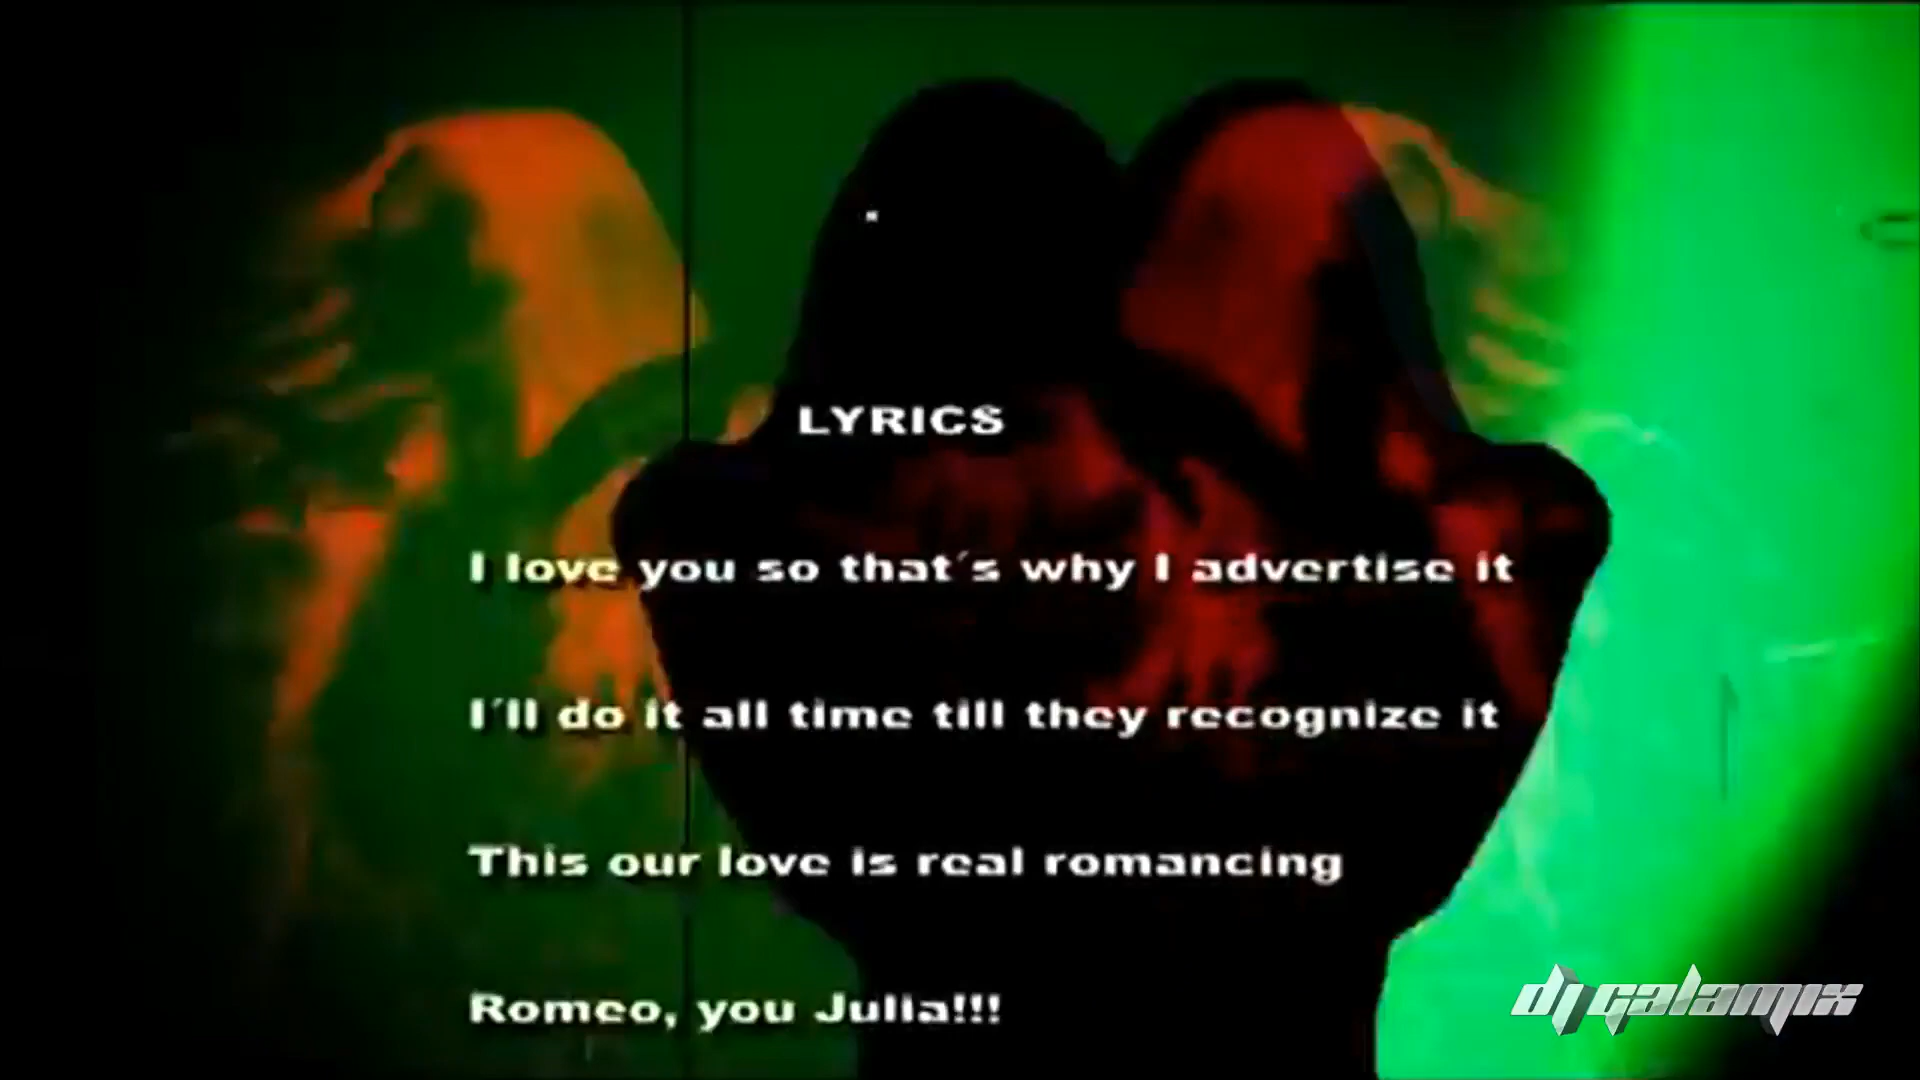 LYRICS
I love you so that´s why I advertise it
I´ll do it all time till they recognize it
This our love is real romancing
Romeo, you Julia!!!
dj galamix